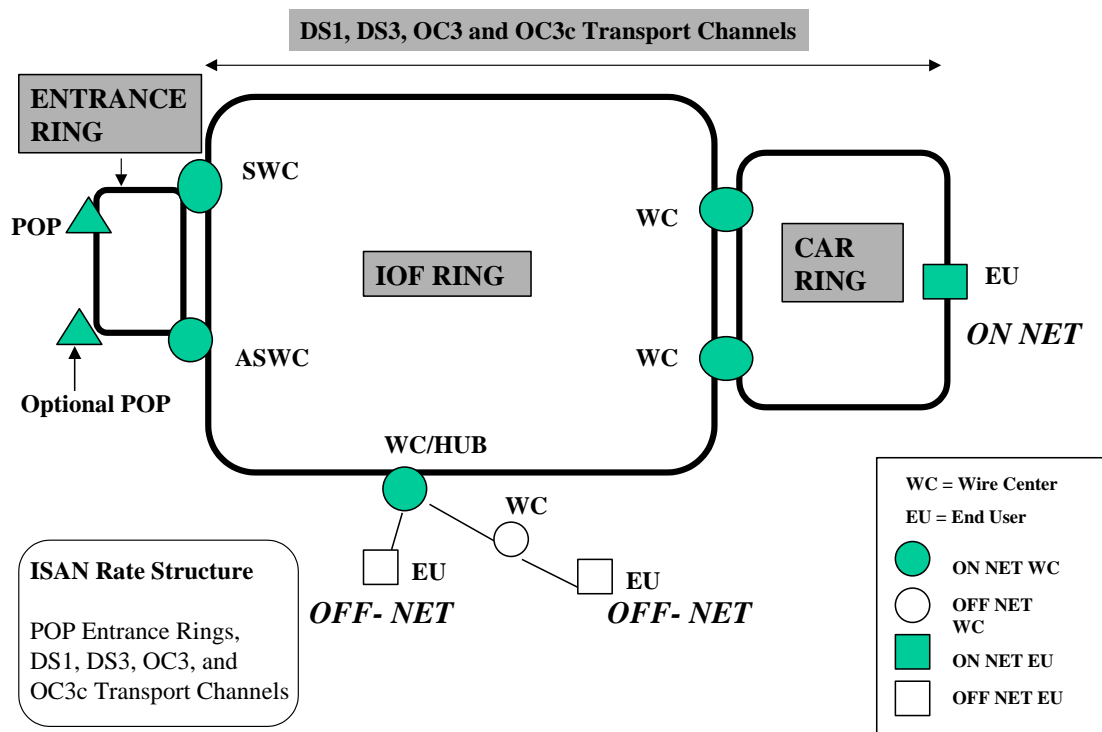 DS1, DS3, OC3 and OC3c Transport Channels
ENTRANCE
RING
SWC
POP
WC
CAR
RING
IOF RING
EU
ON NET
ASWC
WC
Optional POP
WC/HUB
WC
EU
EU
OFF- NET
OFF- NET
ISAN Rate Structure
POP Entrance Rings,
DS1, DS3, OC3, and
OC3c Transport Channels
WC = Wire Center
EU = End User
ON NET WC
OFF NET
WC
ON NET EU
OFF NET EU